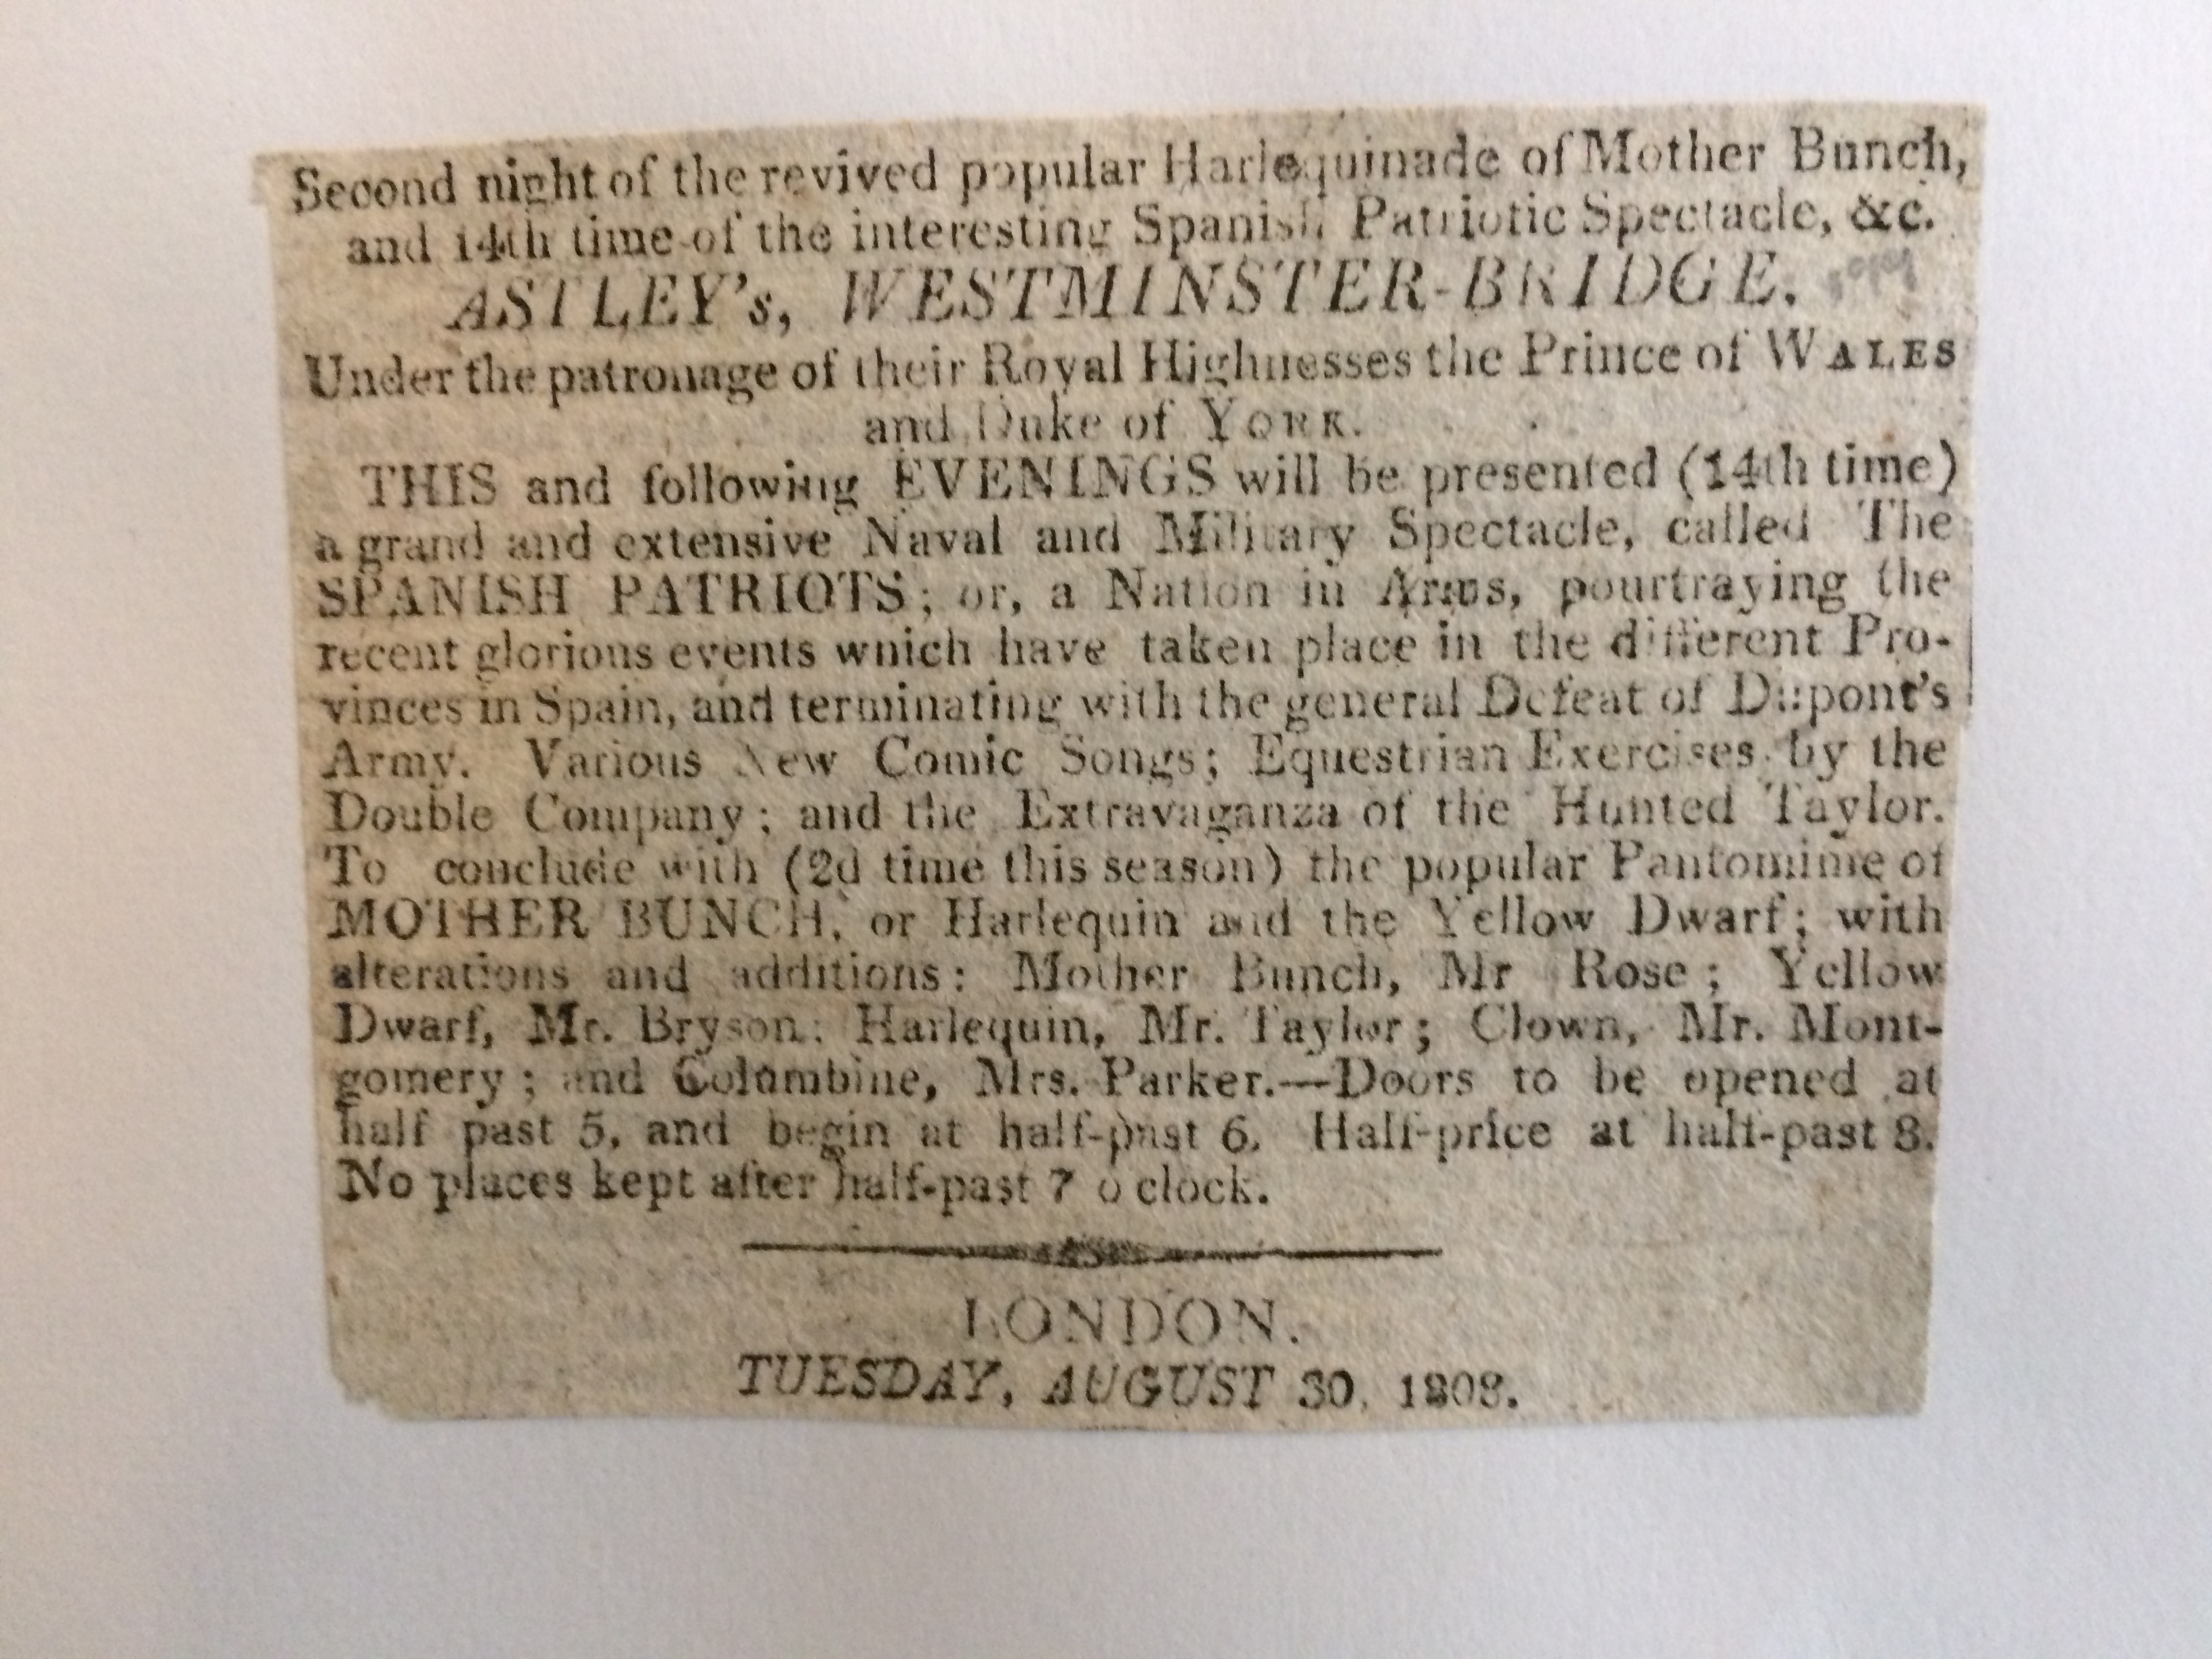 Second night of the revived popular Harlequinade of Mother Bunch,
and 14th time of the interesting Spanish Patriotic Spectacle, &c.
ASTLEY's, WESTMINSTER-BRIDGE.
Under the patronage of their Royal Highnesses the Prince of WALES
and Duke of YORK.
THIS and following EVENINGS will be presented (14th time)
a grand and extensive Naval and Military Spectacle, called The
SPANISH PATRIOTS; or, a Nation in Arms, pourtraying the
recent glorious events which have taken place in the different Pro-
vinces in Spain, and terminating with the general Defeat of Dupont's
Army. Various New Comic Songs; Equestrian Exercises by the
Double Company; and the Extravaganza of the Hunted Taylor.
To conclude with (2d time this season) the popular Pantomime of
MOTHER BUNCH, or Harlequin and the Yellow Dwarf; with
alterations and additions: Mother Bunch, Mr Rose; Yellow
Dwarf, Mr. Bryson: Harlequin, Mr. Taylor; Clown, Mr. Mont-
gomery; and Columbine, Mrs. Parker.—Doors to be opened at
half past 5, and begin at half-past 6. Half-price at half-past 8.
No places kept after half-past 7 o clock.
LONDON.
TUESDAY, AUGUST 30, 1808.